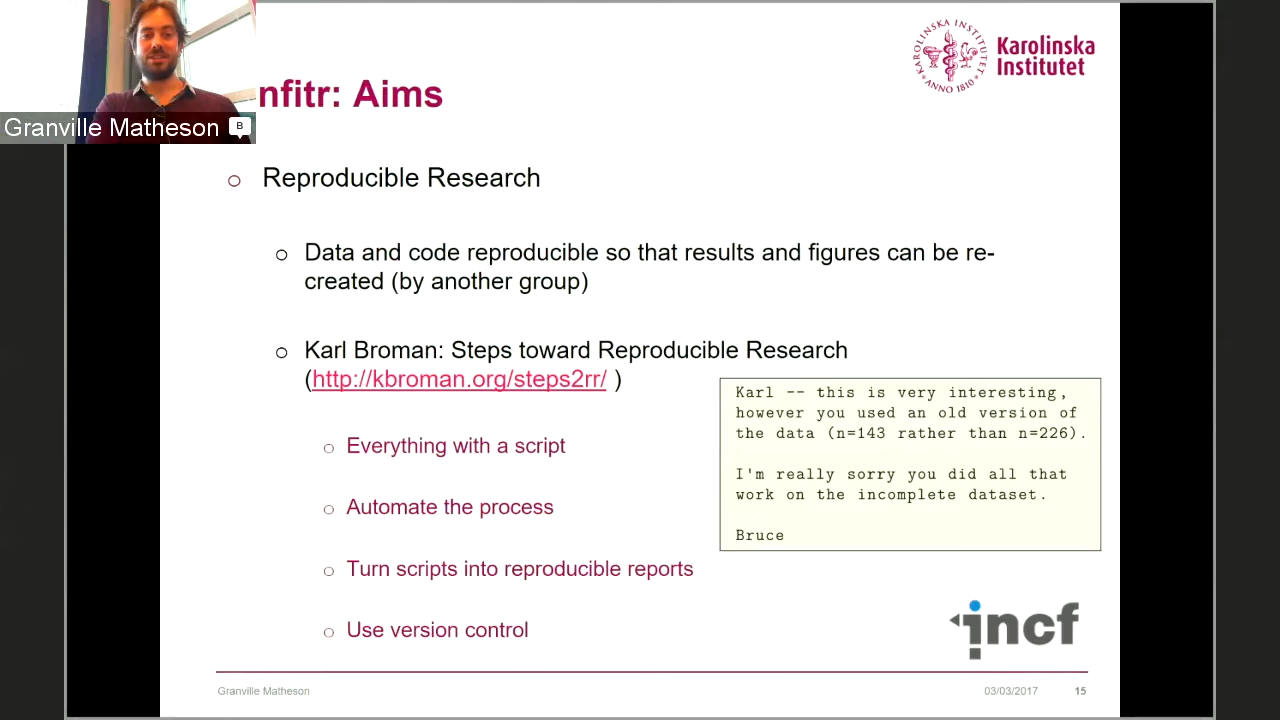 KAROLINSKA INSTITUTET
ANNO 1810
Karolinska
Institutet
nfitr: Aims
Granville Matheson
B
Reproducible Research
Data and code reproducible so that results and figures can be re-
created (by another group)
Karl Broman: Steps toward Reproducible Research
(http://kbroman.org/steps2rr/ )
Everything with a script
Automate the process
Turn scripts into reproducible reports
Use version control
Karl -- this is very interesting,
however you used an old version of
the data (n=143 rather than n=226).
I'm really sorry you did all that
work on the incomplete dataset.
Bruce
incf
Granville Matheson
03/03/2017
15